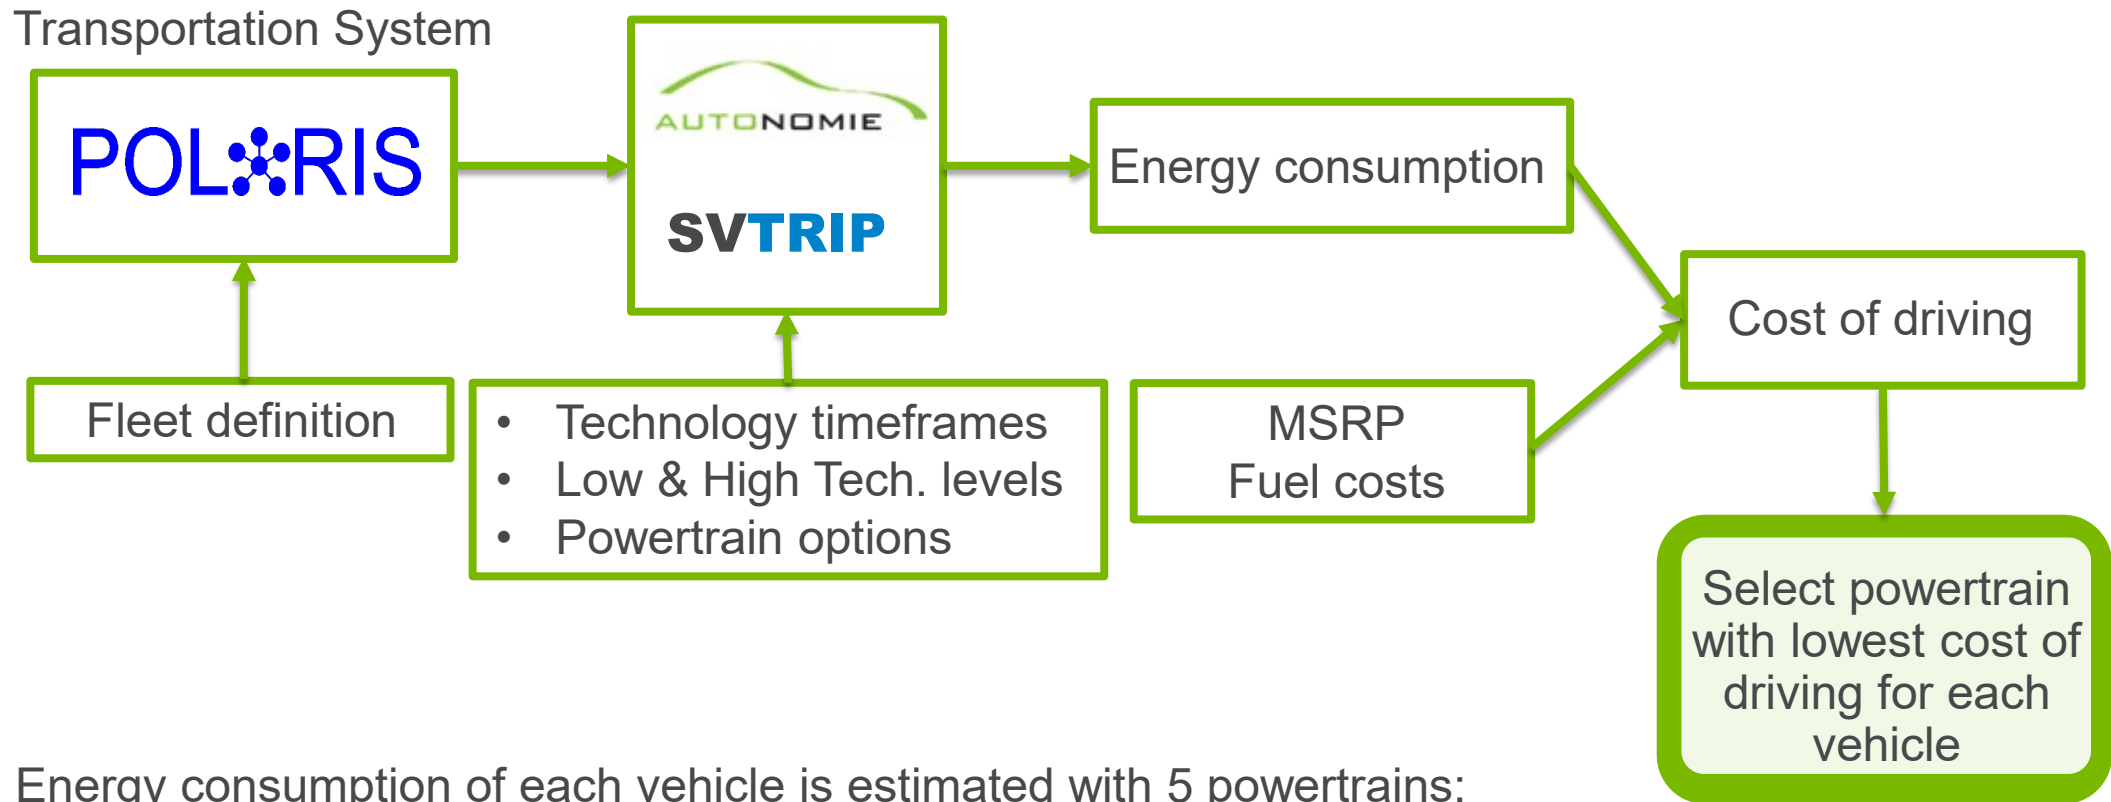 Transportation System
POLARIS
AUTONOMIE
SVTRIP
Energy consumption
Cost of driving
Fleet definition
• Technology timeframes
• Low & High Tech. levels
• Powertrain options
MSRP
Fuel costs
Select powertrain
with lowest cost of
driving for each
vehicle
Energy consumption of each vehicle is estimated with 5 powertrains: